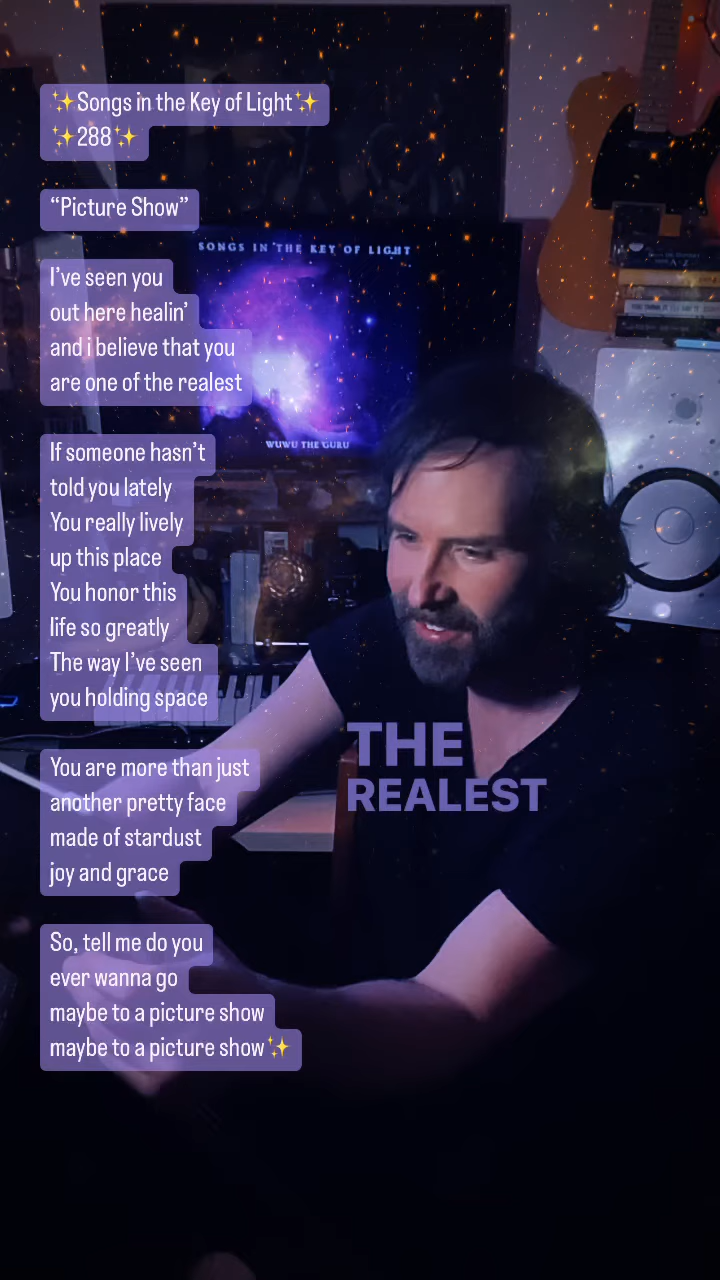 ✨Songs in the Key of Light✨
✨288✨
“Picture Show”
I’ve seen you
out here healin’
and i believe that you
are one of the realest
If someone hasn’t
told you lately
You really lively
up this place
You honor this
life so greatly
The way I’ve seen
you holding space
You are more than just
another pretty face
made of stardust
joy and grace
So, tell me do you
ever wanna go
maybe to a picture show
maybe to a picture show✨
SONGS IN THE KEY OF LIGHT
WUWU THE GURU
THE
REALEST